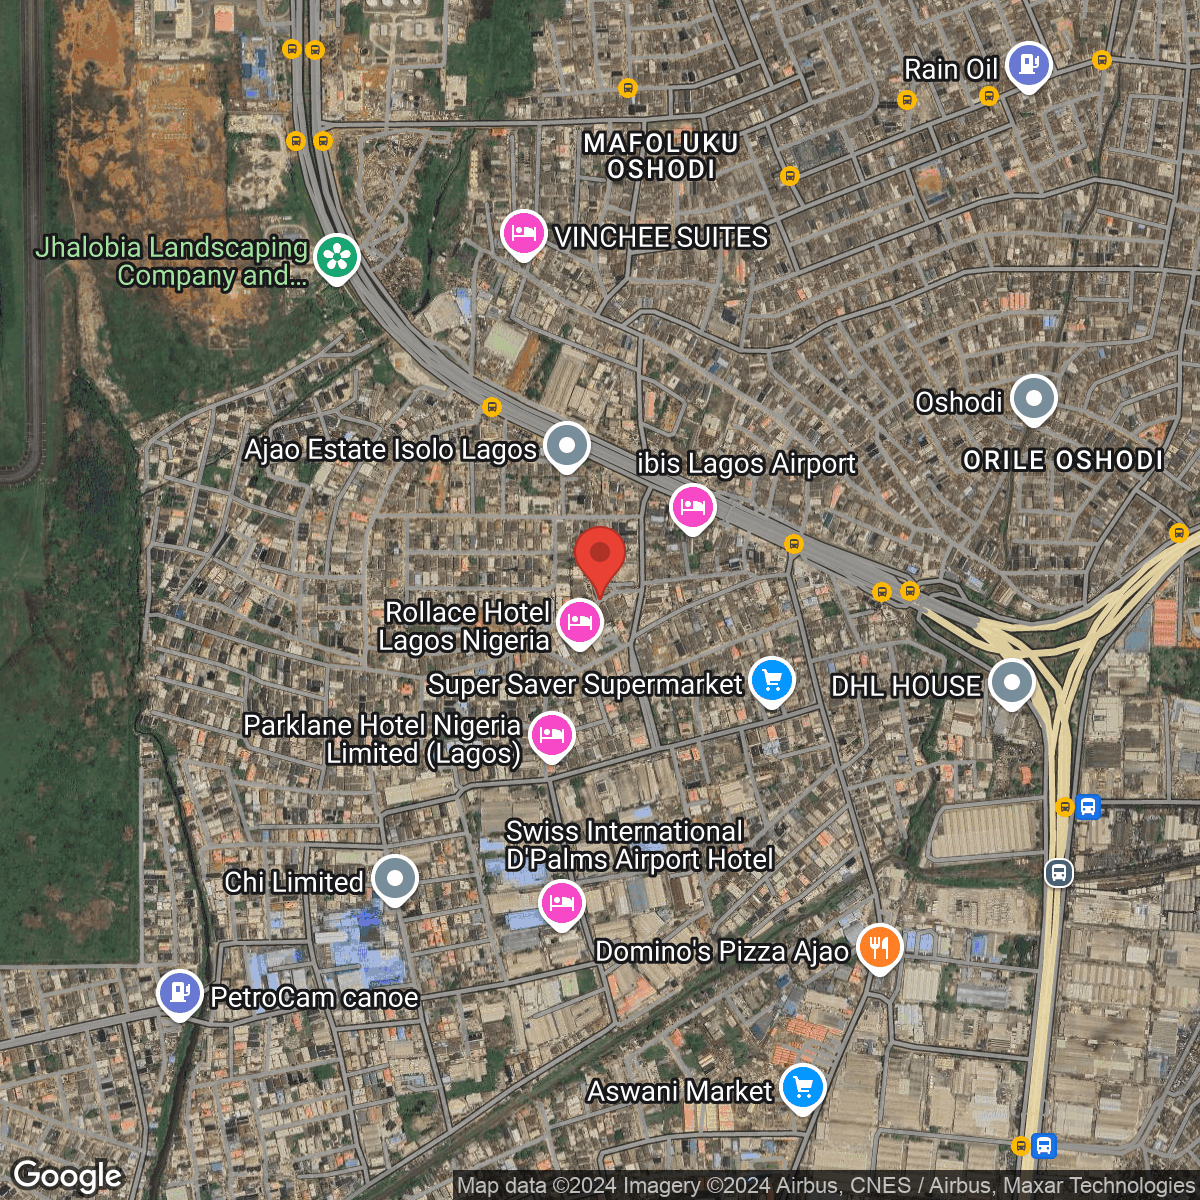 Rain Oil
MAFOLUKU
OSHODI
VINCHEE SUITES
Jhalobia Landscaping
Company and...
Oshodi
Ajao Estate Isolo Lagos
ibis Lagos Airport
ORILE OSHODI
Rollace Hotel
Lagos Nigeria
Super Saver Supermarket
DHL HOUSE
Parklane Hotel Nigeria
Limited (Lagos)
Swiss International
D'Palms Airport Hotel
Chi Limited
Domino's Pizza Ajao
PetroCam canoe
Aswani Market
Google
Map data ©2024 Imagery ©2024 Airbus, CNES / Airbus, Maxar Technologies